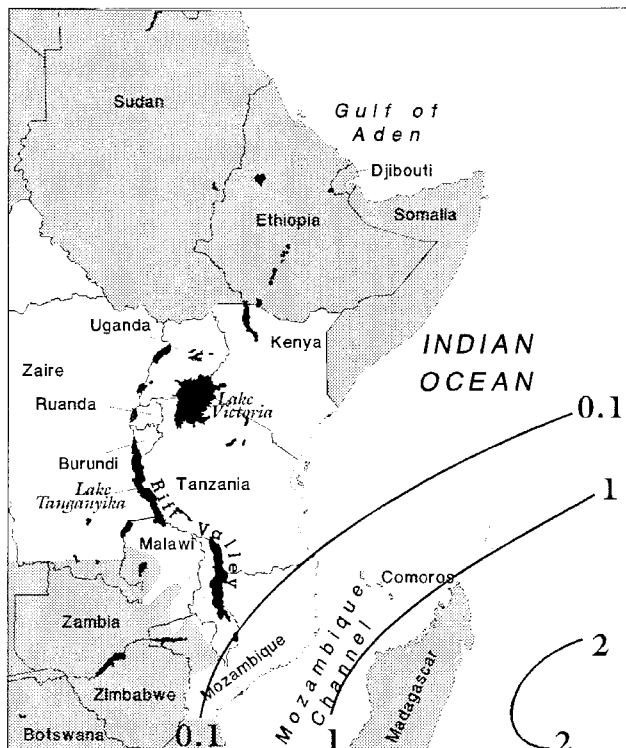 Sudan
Gulf of
Aden
Djibouti
Ethiopia
Somalia
Uganda
Kenya
INDIAN
OCEAN
Zaire
Lake
Victoria
Ruanda
0.1
Burundi
Lake
Tanganyika
Tanzania
1
Rift Valley
Malawi
Comoros
Zambia
Mozambique
Channel
Mozambique
Madagascar
2
Zimbabwe
Botswana
0.1
1
2